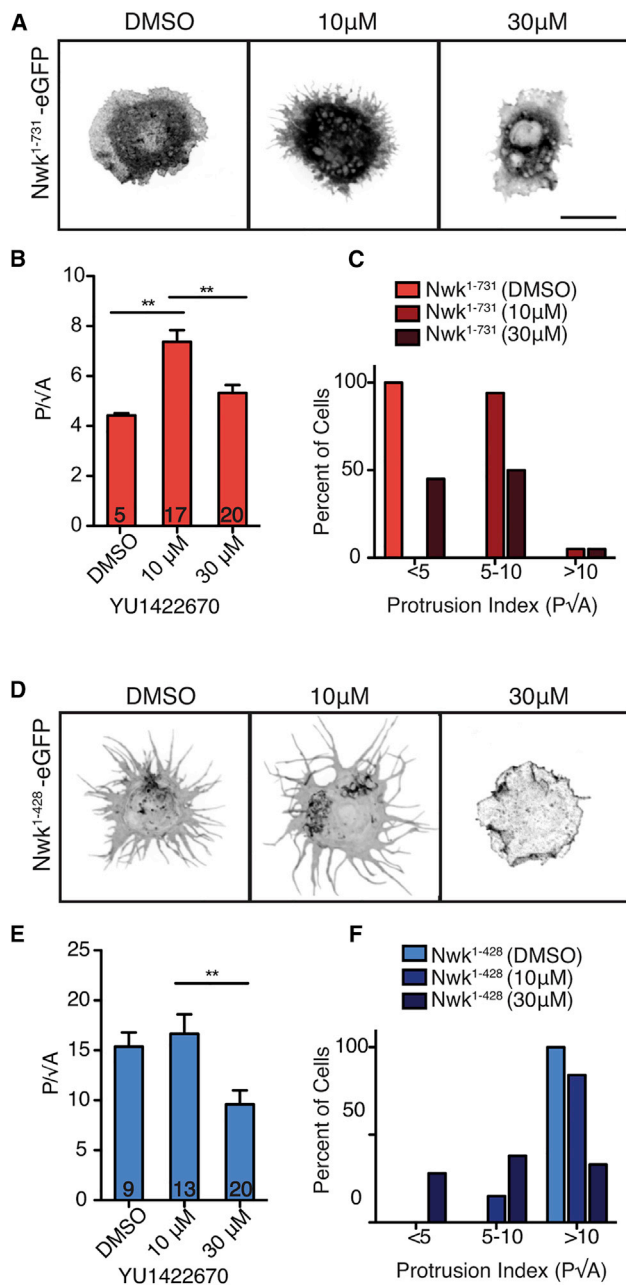 A
DMSO 10µM 30µM
Nwk1-731-eGFP
B
10
8
6
4
2
0
P/√A
** **
5 17 20
DMSO 10 µM 30 µM
YU1422670
C
Nwk1-731 (DMSO)
Nwk1-731 (10µM)
Nwk1-731 (30µM)
100
50
0
Percent of Cells
<5 5-10 >10
Protrusion Index (P√A)
D
DMSO 10µM 30µM
Nwk1-428-eGFP
E
25
20
15
10
5
0
P/√A
**
9 13 20
DMSO 10 µM 30 µM
YU1422670
F
Nwk1-428 (DMSO)
Nwk1-428 (10µM)
Nwk1-428 (30µM)
100
50
0
Percent of Cells
<5 5-10 >10
Protrusion Index (P√A)